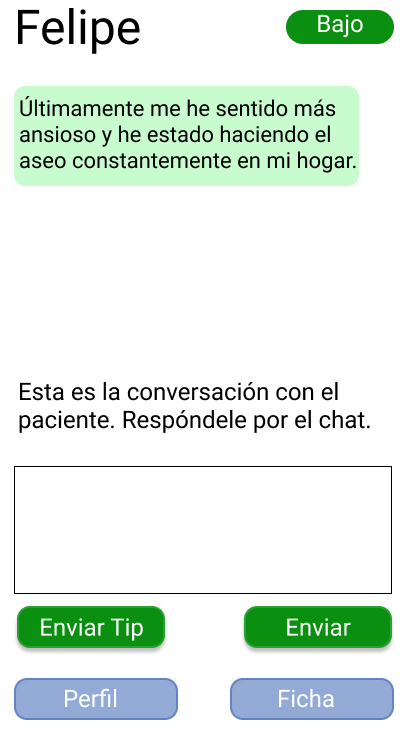 Felipe
Bajo
Últimamente me he sentido más
ansioso y he estado haciendo el
aseo constantemente en mi hogar.
Esta es la conversación con el
paciente. Respóndele por el chat.
Enviar Tip
Enviar
Perfil
Ficha